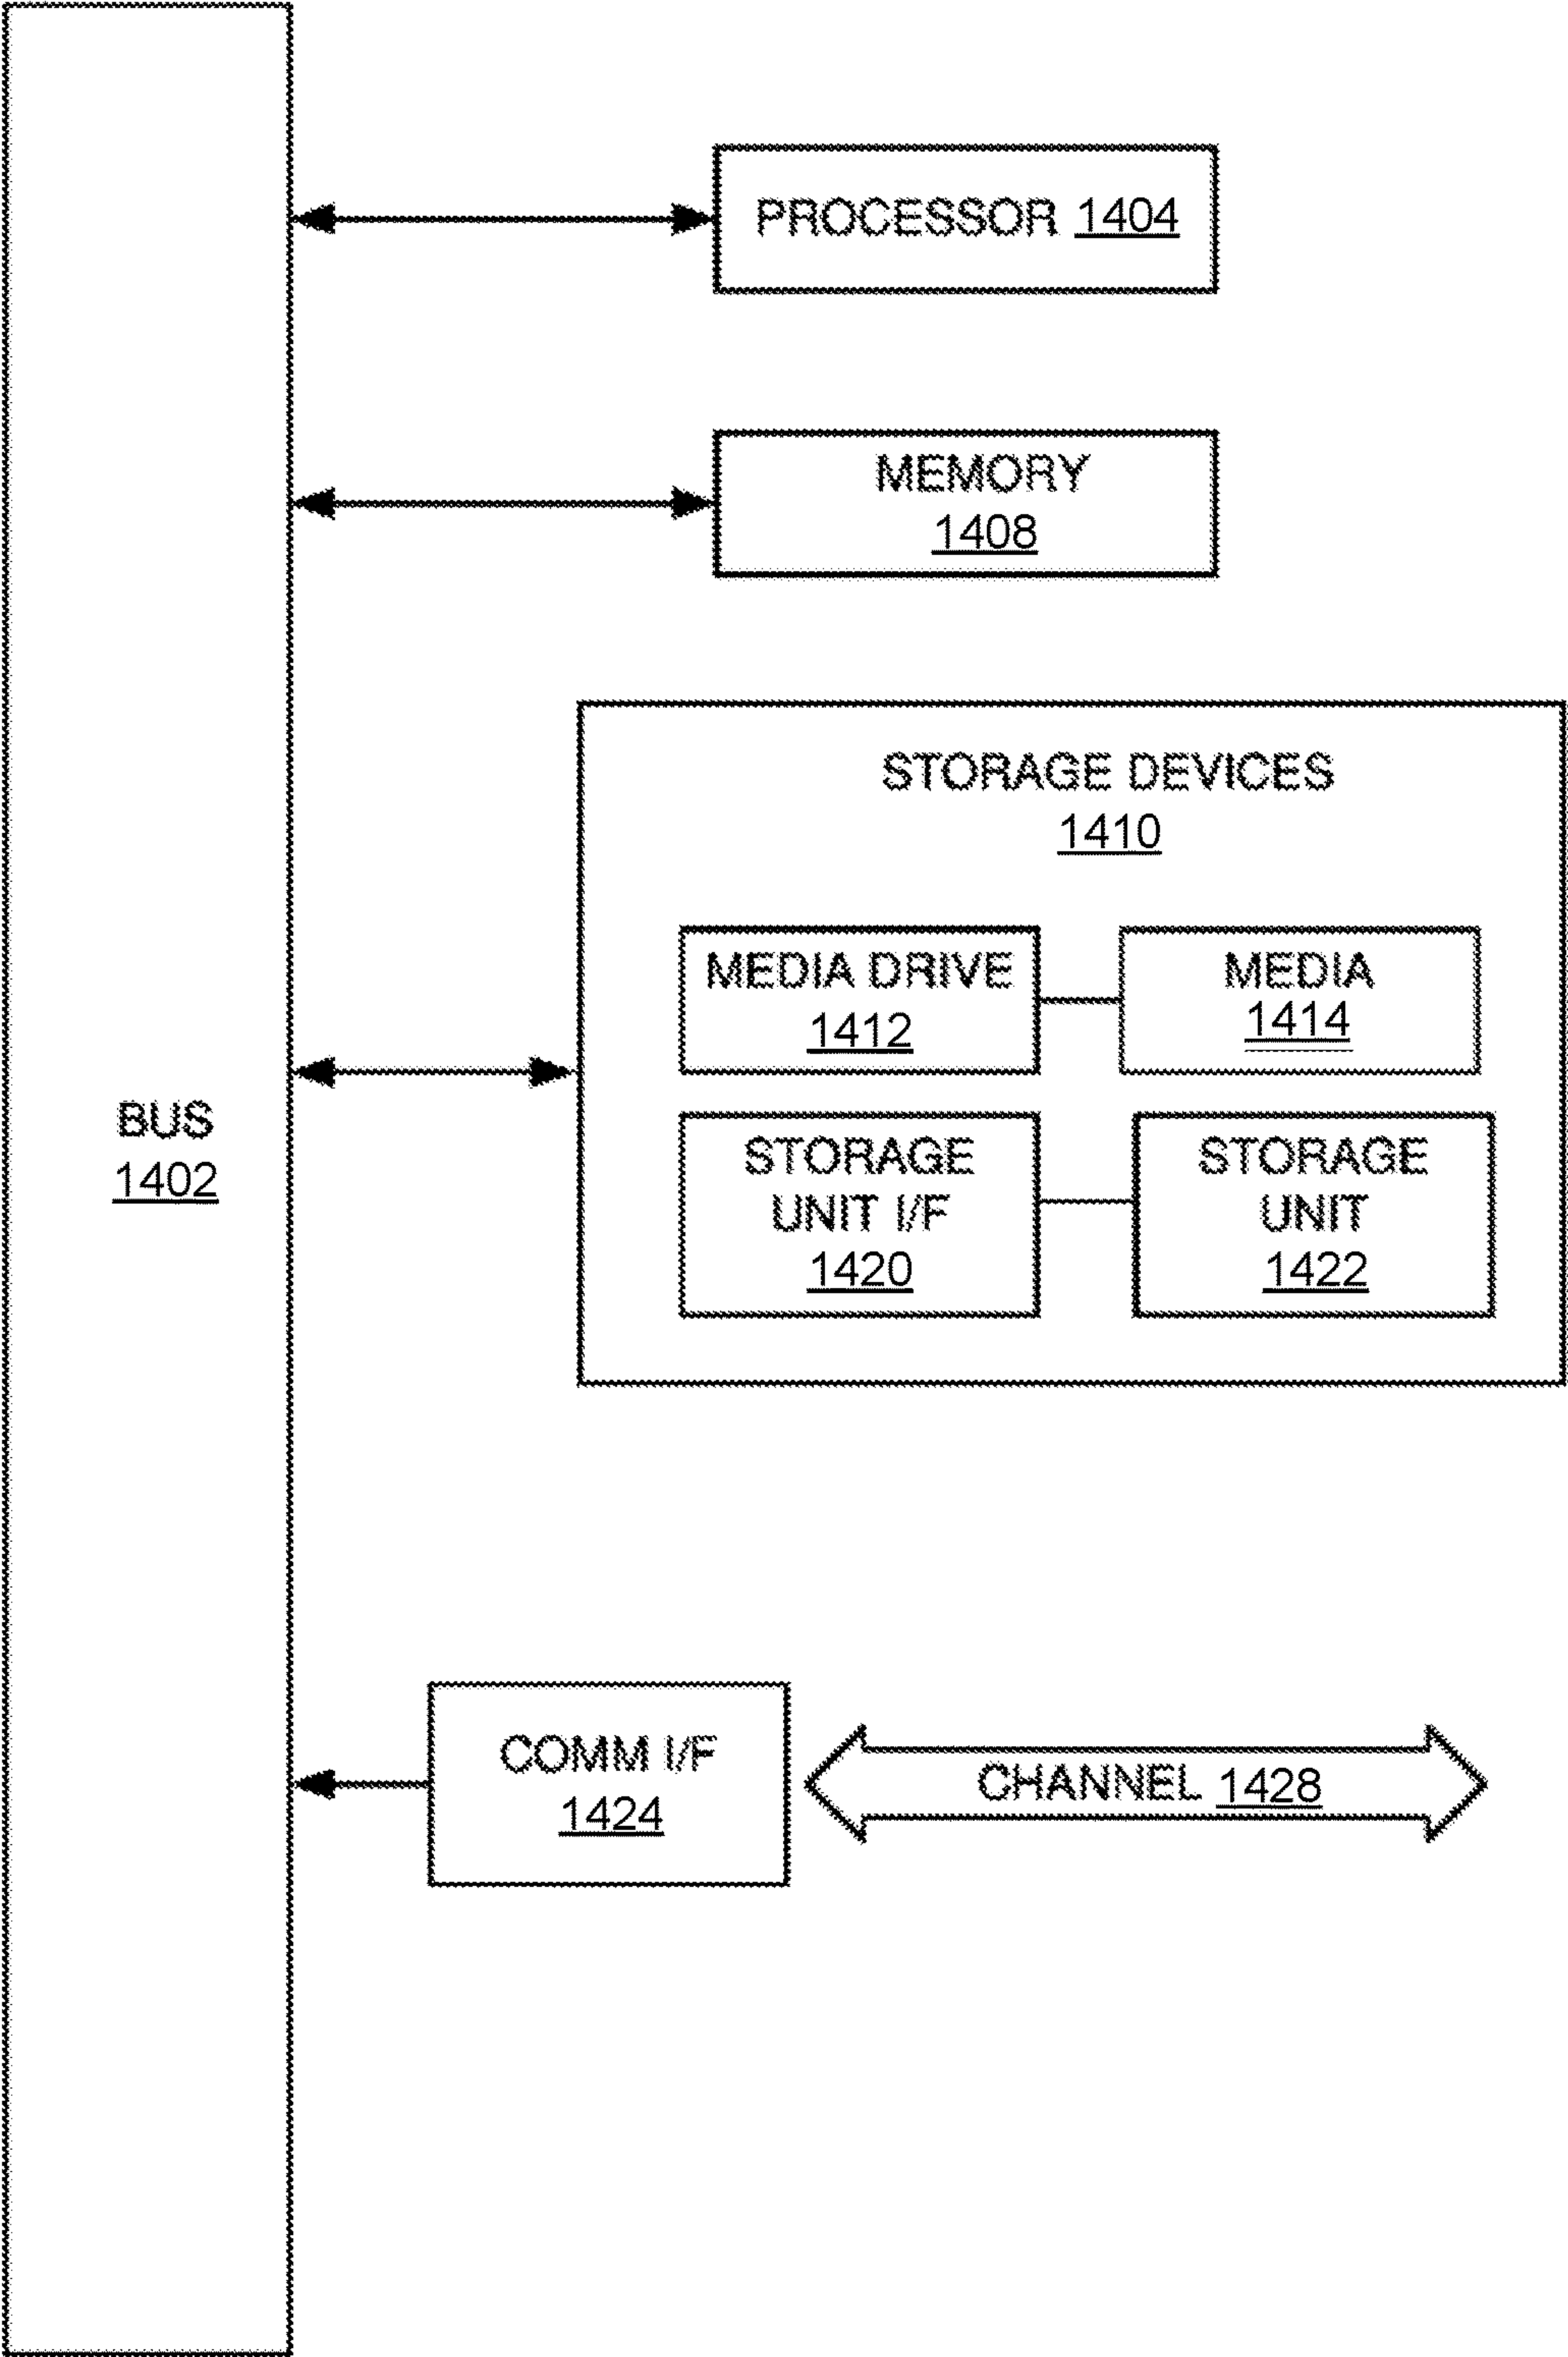 PROCESSOR 1404
MEMORY
1408
STORAGE DEVICES
1410
MEDIA DRIVE
1412
MEDIA
1414
BUS
1402
STORAGE
UNIT I/F
1420
STORAGE
UNIT
1422
COMM I/F
1424
CHANNEL 1428